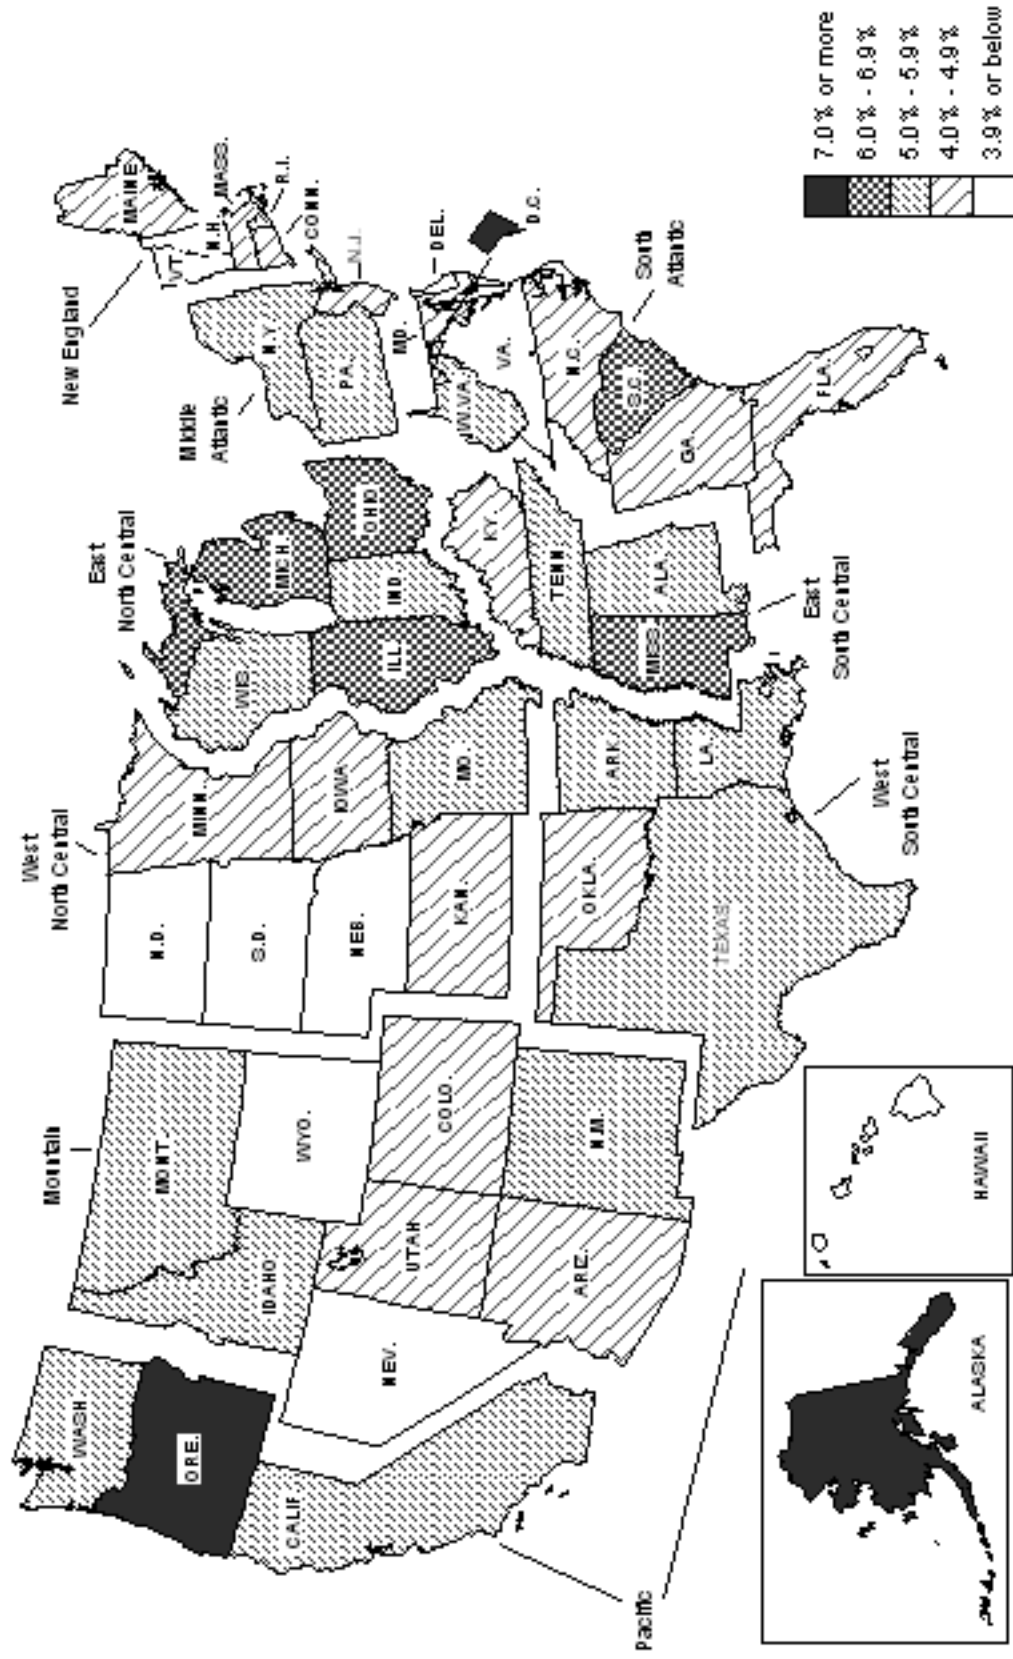 Pacific
WASH
ORE.
CALIF
Mountain
MONT.
IDAHO
WYO.
NEV.
UTAH
COLO.
ARIZ.
N.M.
West
North Central
N.D.
S.D.
NEB.
KAN.
MINN.
IOWA
MO.
West
South Central
OKLA.
TEXAS
ARK.
LA.
East
North Central
WIS.
MICH.
ILL.
IND
OHIO
East
South Central
KY.
TENN.
MISS.
ALA.
Middle
Atlantic
N.Y.
PA.
N.J.
New England
MAINE
VT.
N.H.
MASS.
R.I.
CONN.
South
Atlantic
DEL.
D.C.
MD.
W.VA.
VA.
N.C.
S.C.
GA.
FLA.
ALASKA
HAWAII
7.0% or more
6.0% - 6.9%
5.0% - 5.9%
4.0% - 4.9%
3.9% or below